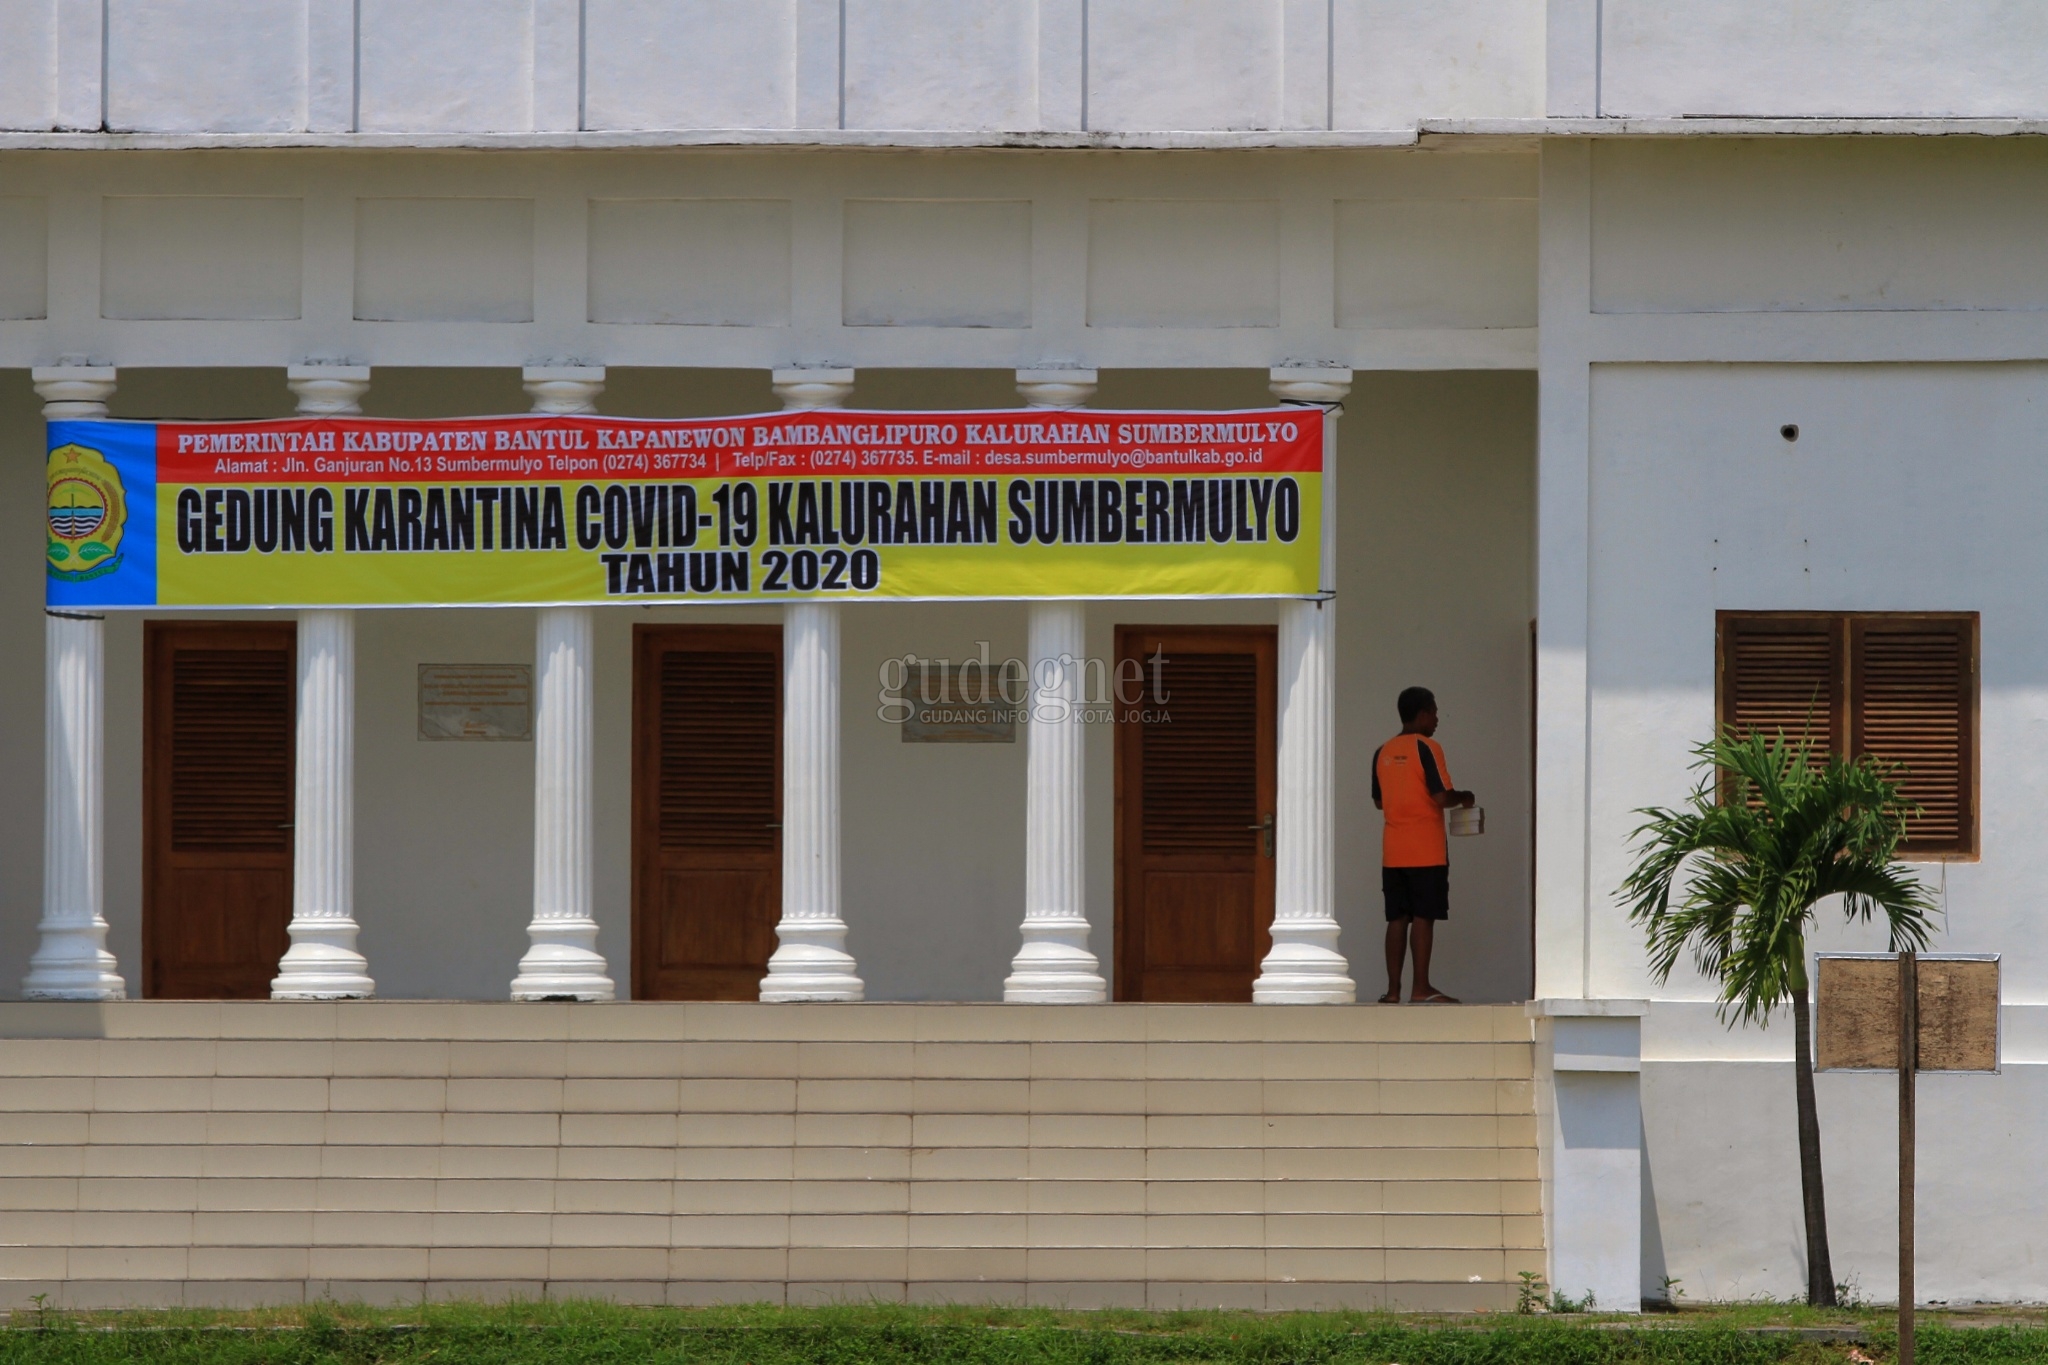 PEMERINTAH KABUPATEN BANTUL KAPANEWON BAMBANGLIPURO KALURAHAN SUMBERMULYO
Alamat : Jln. Ganjuran No.13 Sumbermulyo Telpon (0274) 367734 | Telp/Fax : (0274) 367735. E-mail : desa.sumbermulyo@bantulkab.go.id
GEDUNG KARANTINA COVID-19 KALURAHAN SUMBERMULYO
TAHUN 2020
gudegnet
GUDANG INFO KOTA JOGJA